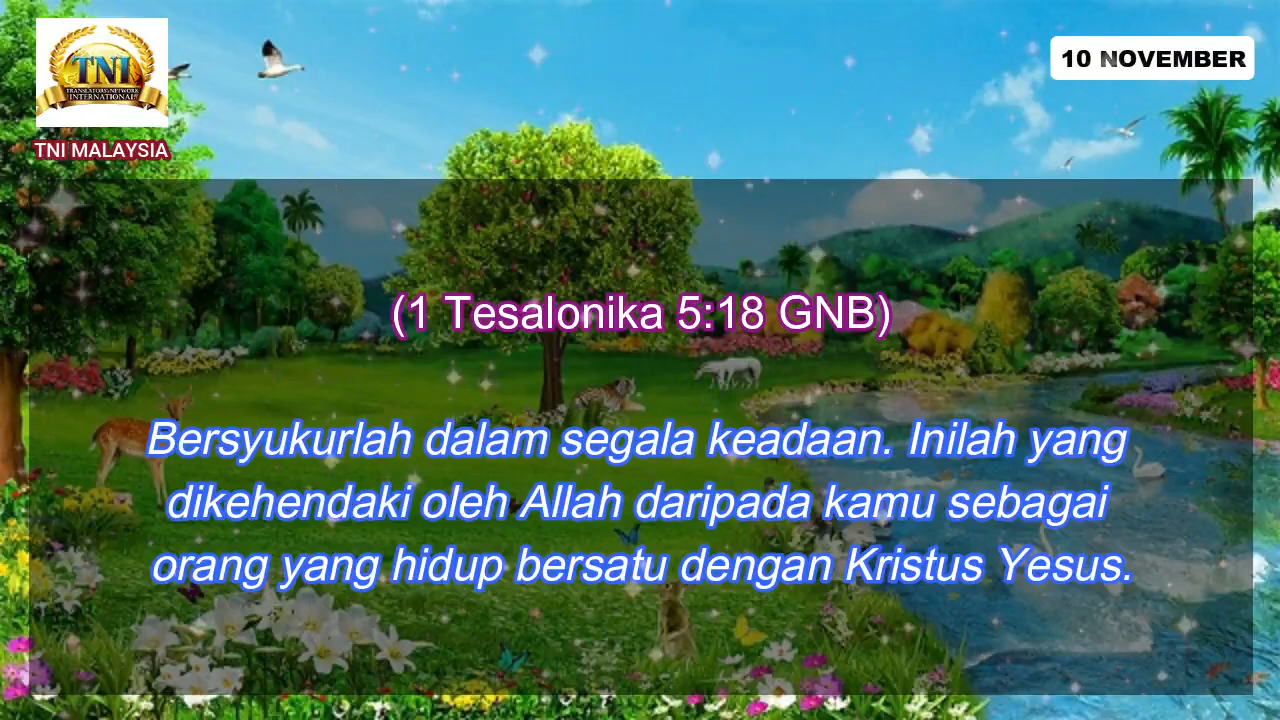 TNI
TRANSLATORS NETWORK
INTERNATIONAL
TNI MALAYSIA
10 NOVEMBER
(1 Tesalonika 5:18 GNB)
Bersyukurlah dalam segala keadaan. Inilah yang
dikehendaki oleh Allah daripada kamu sebagai
orang yang hidup bersatu dengan Kristus Yesus.